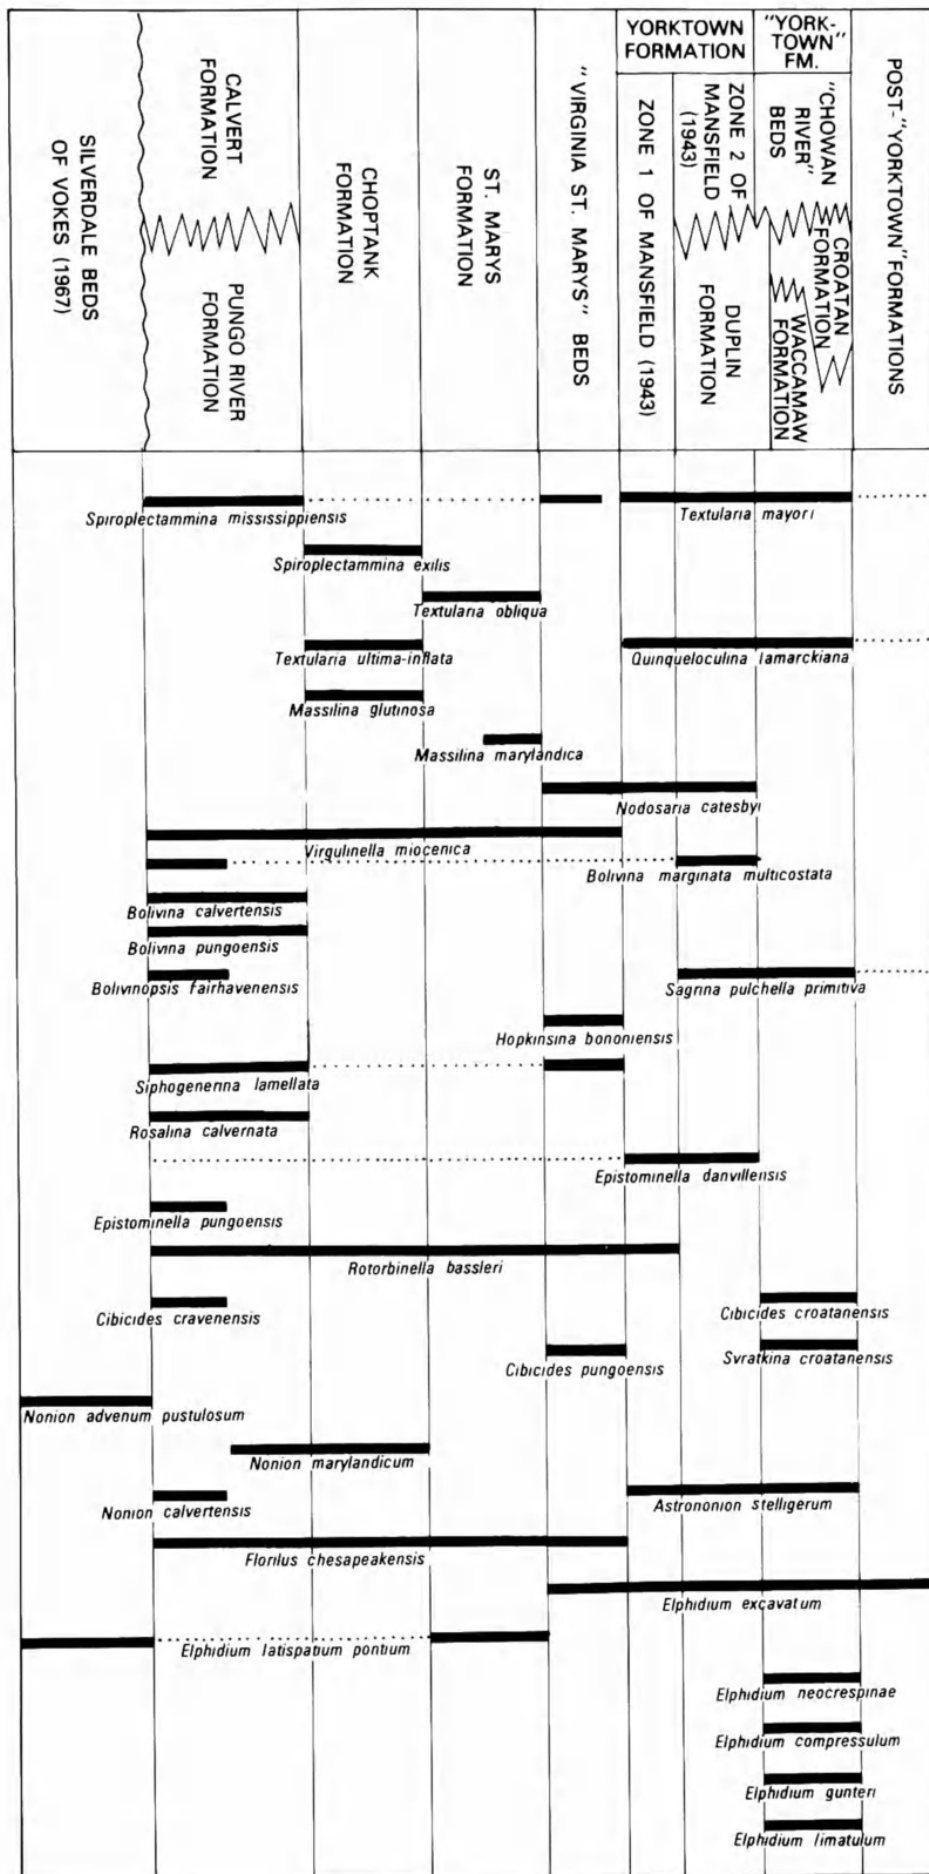 SILVERDALE BEDS
OF VOKES (1967)
CALVERT
FORMATION
PUNGO RIVER
FORMATION
CHOPTANK
FORMATION
ST. MARYS
FORMATION
"VIRGINIA ST. MARYS" BEDS
YORKTOWN
FORMATION
ZONE 1 OF MANSFIELD (1943)
ZONE 2 OF
MANSFIELD
(1943)
DUPLIN
FORMATION
"YORK-
TOWN"
FM.
"CHOWAN
RIVER"
BEDS
CROATAN
FORMATION
WACCAMAW
FORMATION
POST-"YORKTOWN" FORMATIONS
Spiroplectammina mississippiensis
Textularia mayori
Spiroplectammina exilis
Textularia obliqua
Textularia ultima-inflata
Quinqueloculina lamarckiana
Massilina glutinosa
Massilina marylandica
Nodosaria catesbyi
Virgulinella miocenica
Bolivina marginata multicostata
Bolivina calvertensis
Bolivina pungoensis
Bolivinopsis fairhavenensis
Sagrina pulchella primitiva
Hopkinsina bononiensis
Siphogenerina lamellata
Rosalina calvernata
Epistominella danvillensis
Epistominella pungoensis
Rotorbinella bassleri
Cibicides cravenensis
Cibicides croatanensis
Svratkina croatanensis
Cibicides pungoensis
Nonion advenum pustulosum
Nonion marylandicum
Nonion calvertensis
Astrononion stelligerum
Florilus chesapeakensis
Elphidium excavatum
Elphidium latispatium pontium
Elphidium neocrespinae
Elphidium compressulum
Elphidium gunteri
Elphidium limatulum